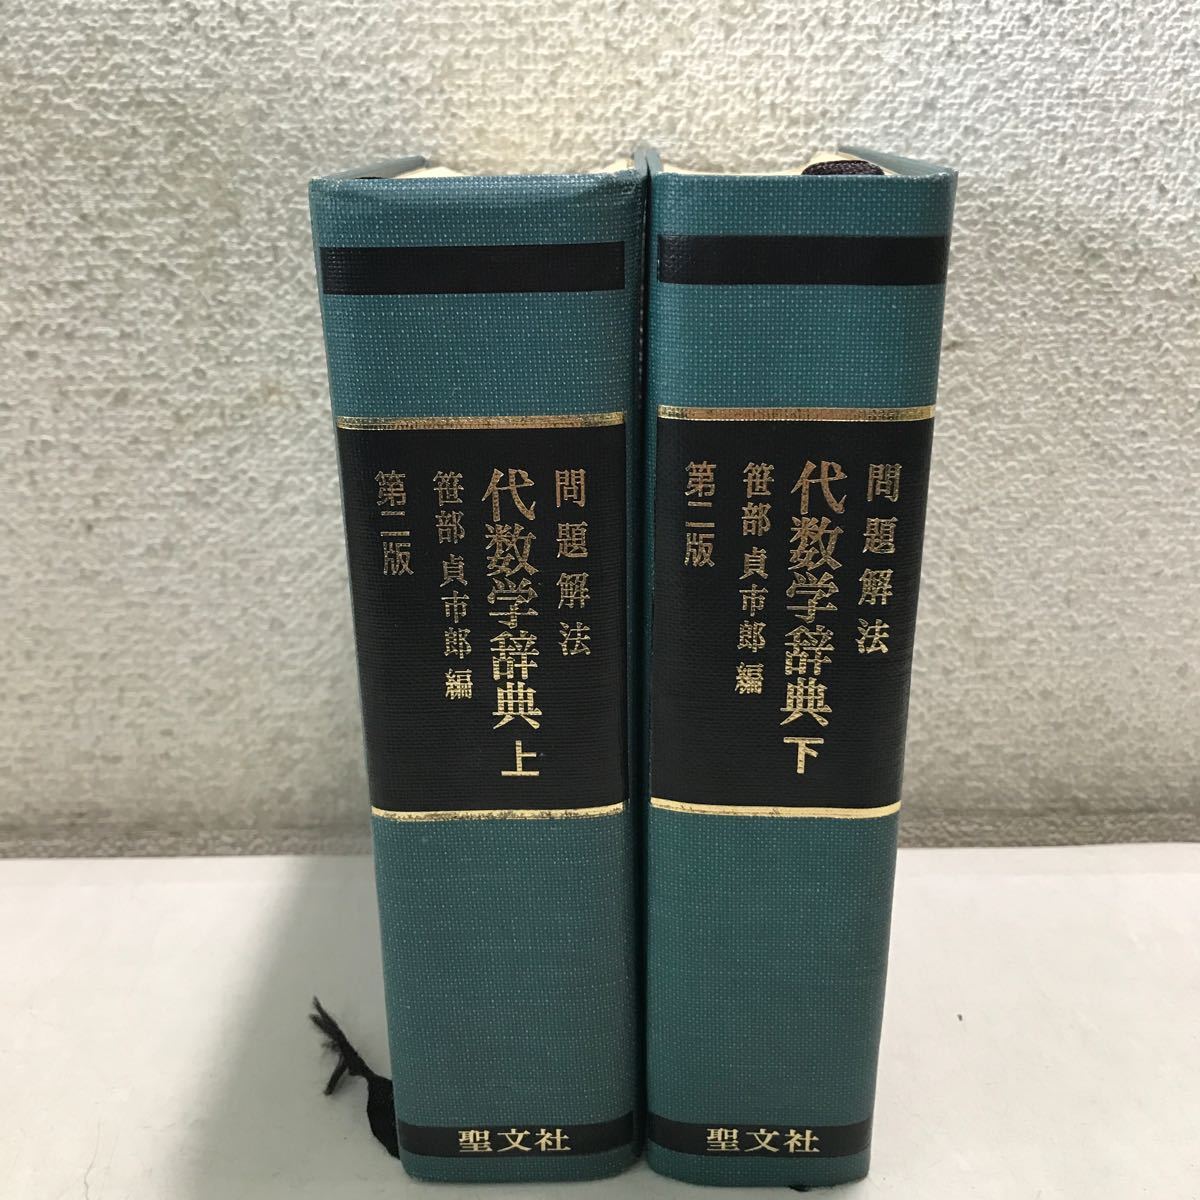 問題解法
代数学辞典 上
笹部 貞市郎 編
第二版
聖文社
問題解法
代数学辞典 下
笹部 貞市郎 編
第二版
聖文社